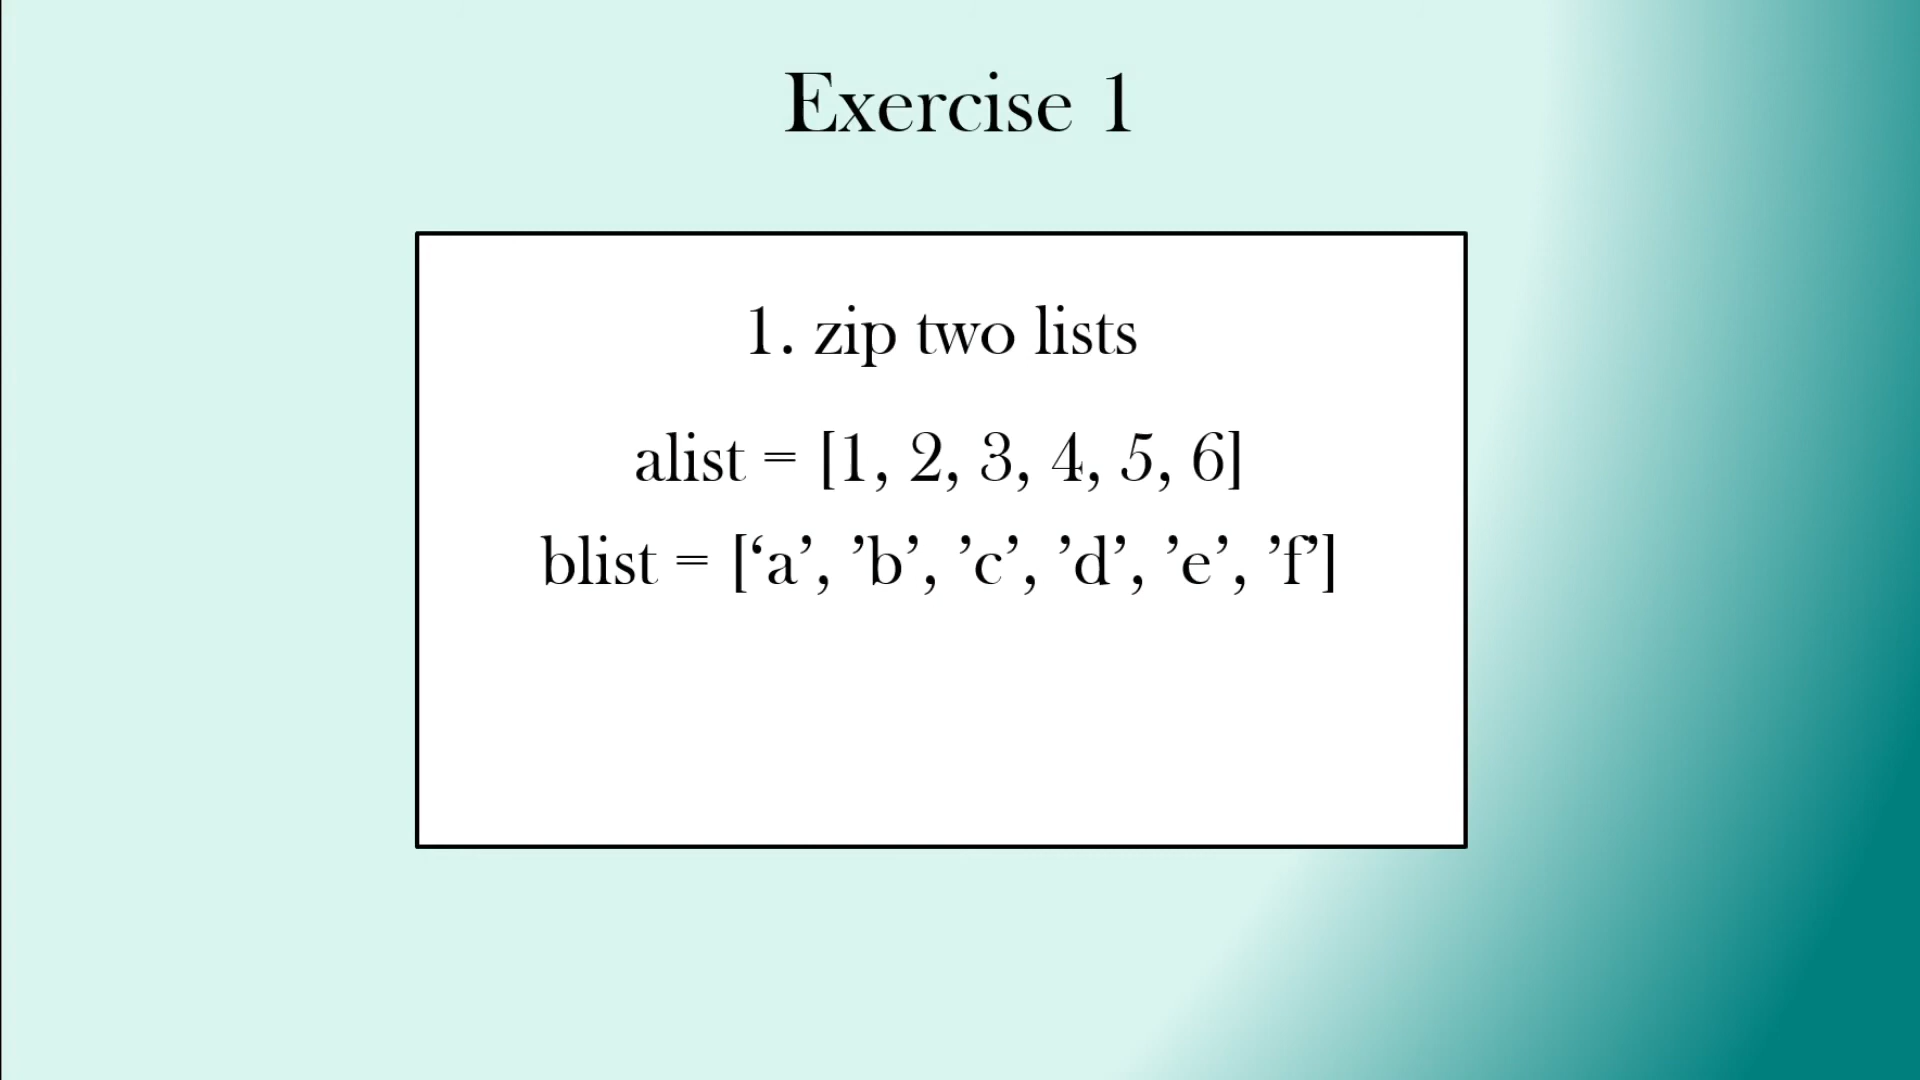 Exercise 1
1. zip two lists
alist = [1, 2, 3, 4, 5, 6]
blist = [‘a’, ’b’, ’c’, ’d’, ’e’, ’f’]